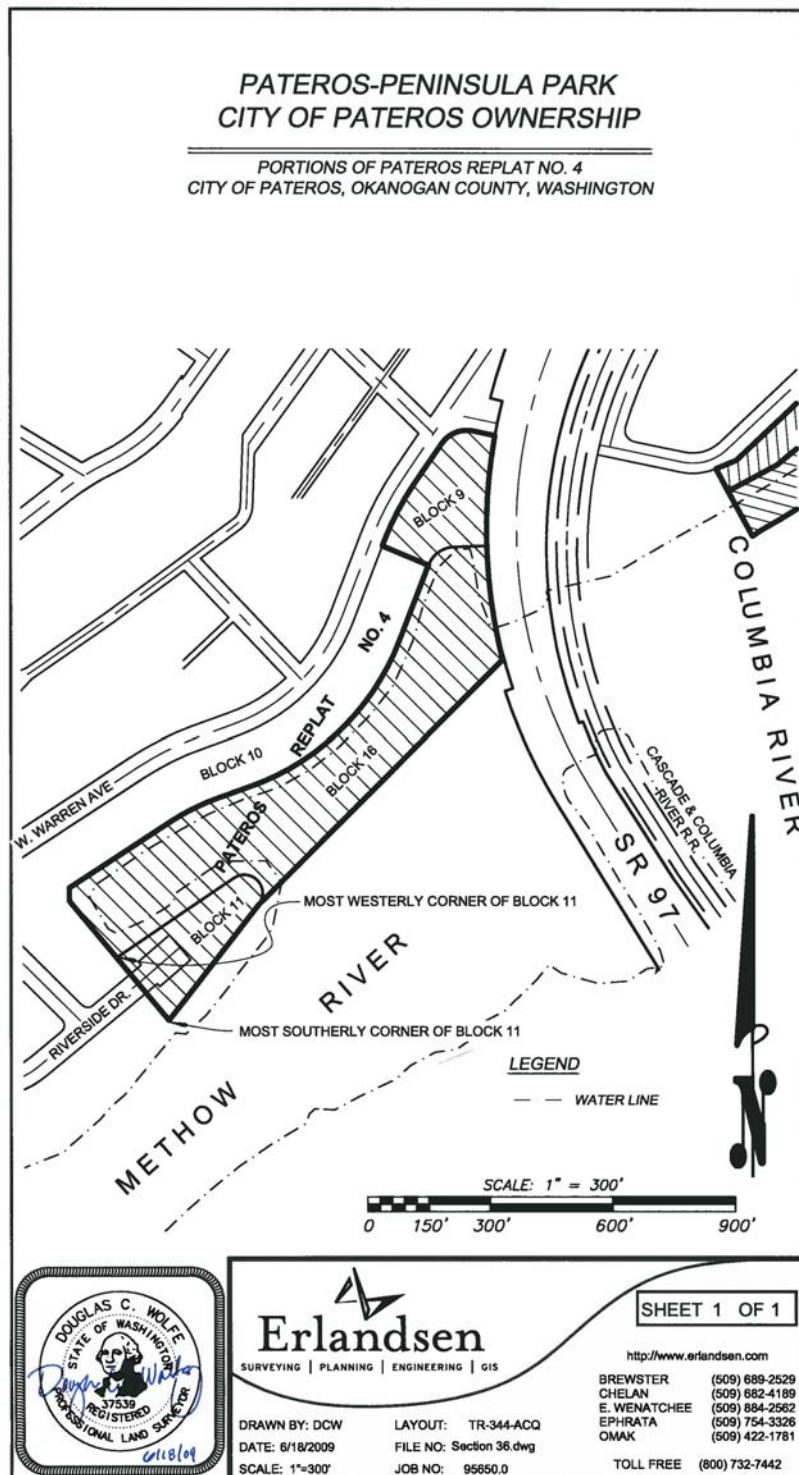 PATEROS-PENINSULA PARK
CITY OF PATEROS OWNERSHIP
PORTIONS OF PATEROS REPLAT NO. 4
CITY OF PATEROS, OKANOGAN COUNTY, WASHINGTON
BLOCK 9
COLUMBIA RIVER
NO. 4
REPLAT
BLOCK 10
BLOCK 16
W. WARREN AVE
PATEROS
CASCADE & COLUMBIA
RIVER R.R.
SR 97
BLOCK 11
MOST WESTERLY CORNER OF BLOCK 11
RIVERSIDE DR.
MOST SOUTHERLY CORNER OF BLOCK 11
METHOW RIVER
LEGEND
WATER LINE
N
SCALE: 1" = 300'
0 150' 300' 600' 900'
DOUGLAS C. WOLFE
STATE OF WASHINGTON
37539
REGISTERED
PROFESSIONAL LAND SURVEYOR
6/18/09
Erlandsen
SURVEYING | PLANNING | ENGINEERING | GIS
SHEET 1 OF 1
http://www.erlandsen.com
BREWSTER (509) 689-2529
CHELAN (509) 682-4189
E. WENATCHEE (509) 884-2562
EPHRATA (509) 754-3326
OMAK (509) 422-1781
TOLL FREE (800) 732-7442
DRAWN BY: DCW LAYOUT: TR-344-ACQ
DATE: 6/18/2009 FILE NO: Section 36.dwg
SCALE: 1"=300' JOB NO: 95650.0